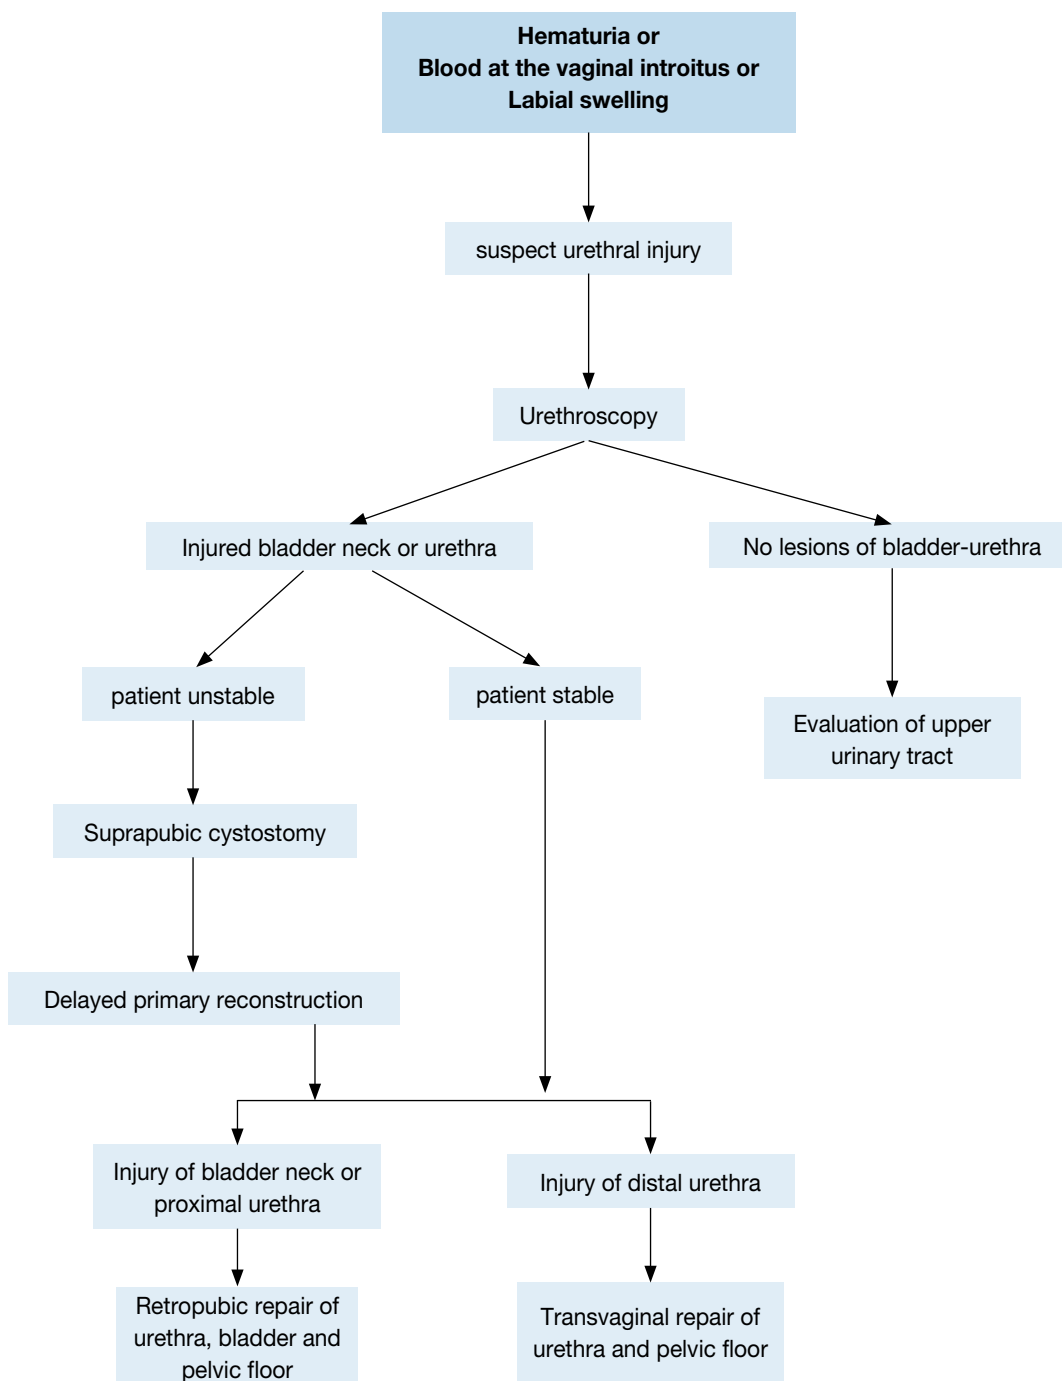 Hematuria or
Blood at the vaginal introitus or
Labial swelling
suspect urethral injury
Urethroscopy
Injured bladder neck or urethra
No lesions of bladder-urethra
patient unstable
patient stable
Evaluation of upper
urinary tract
Suprapubic cystostomy
Delayed primary reconstruction
Injury of bladder neck or
proximal urethra
Injury of distal urethra
Retropubic repair of
urethra, bladder and
pelvic floor
Transvaginal repair of
urethra and pelvic floor